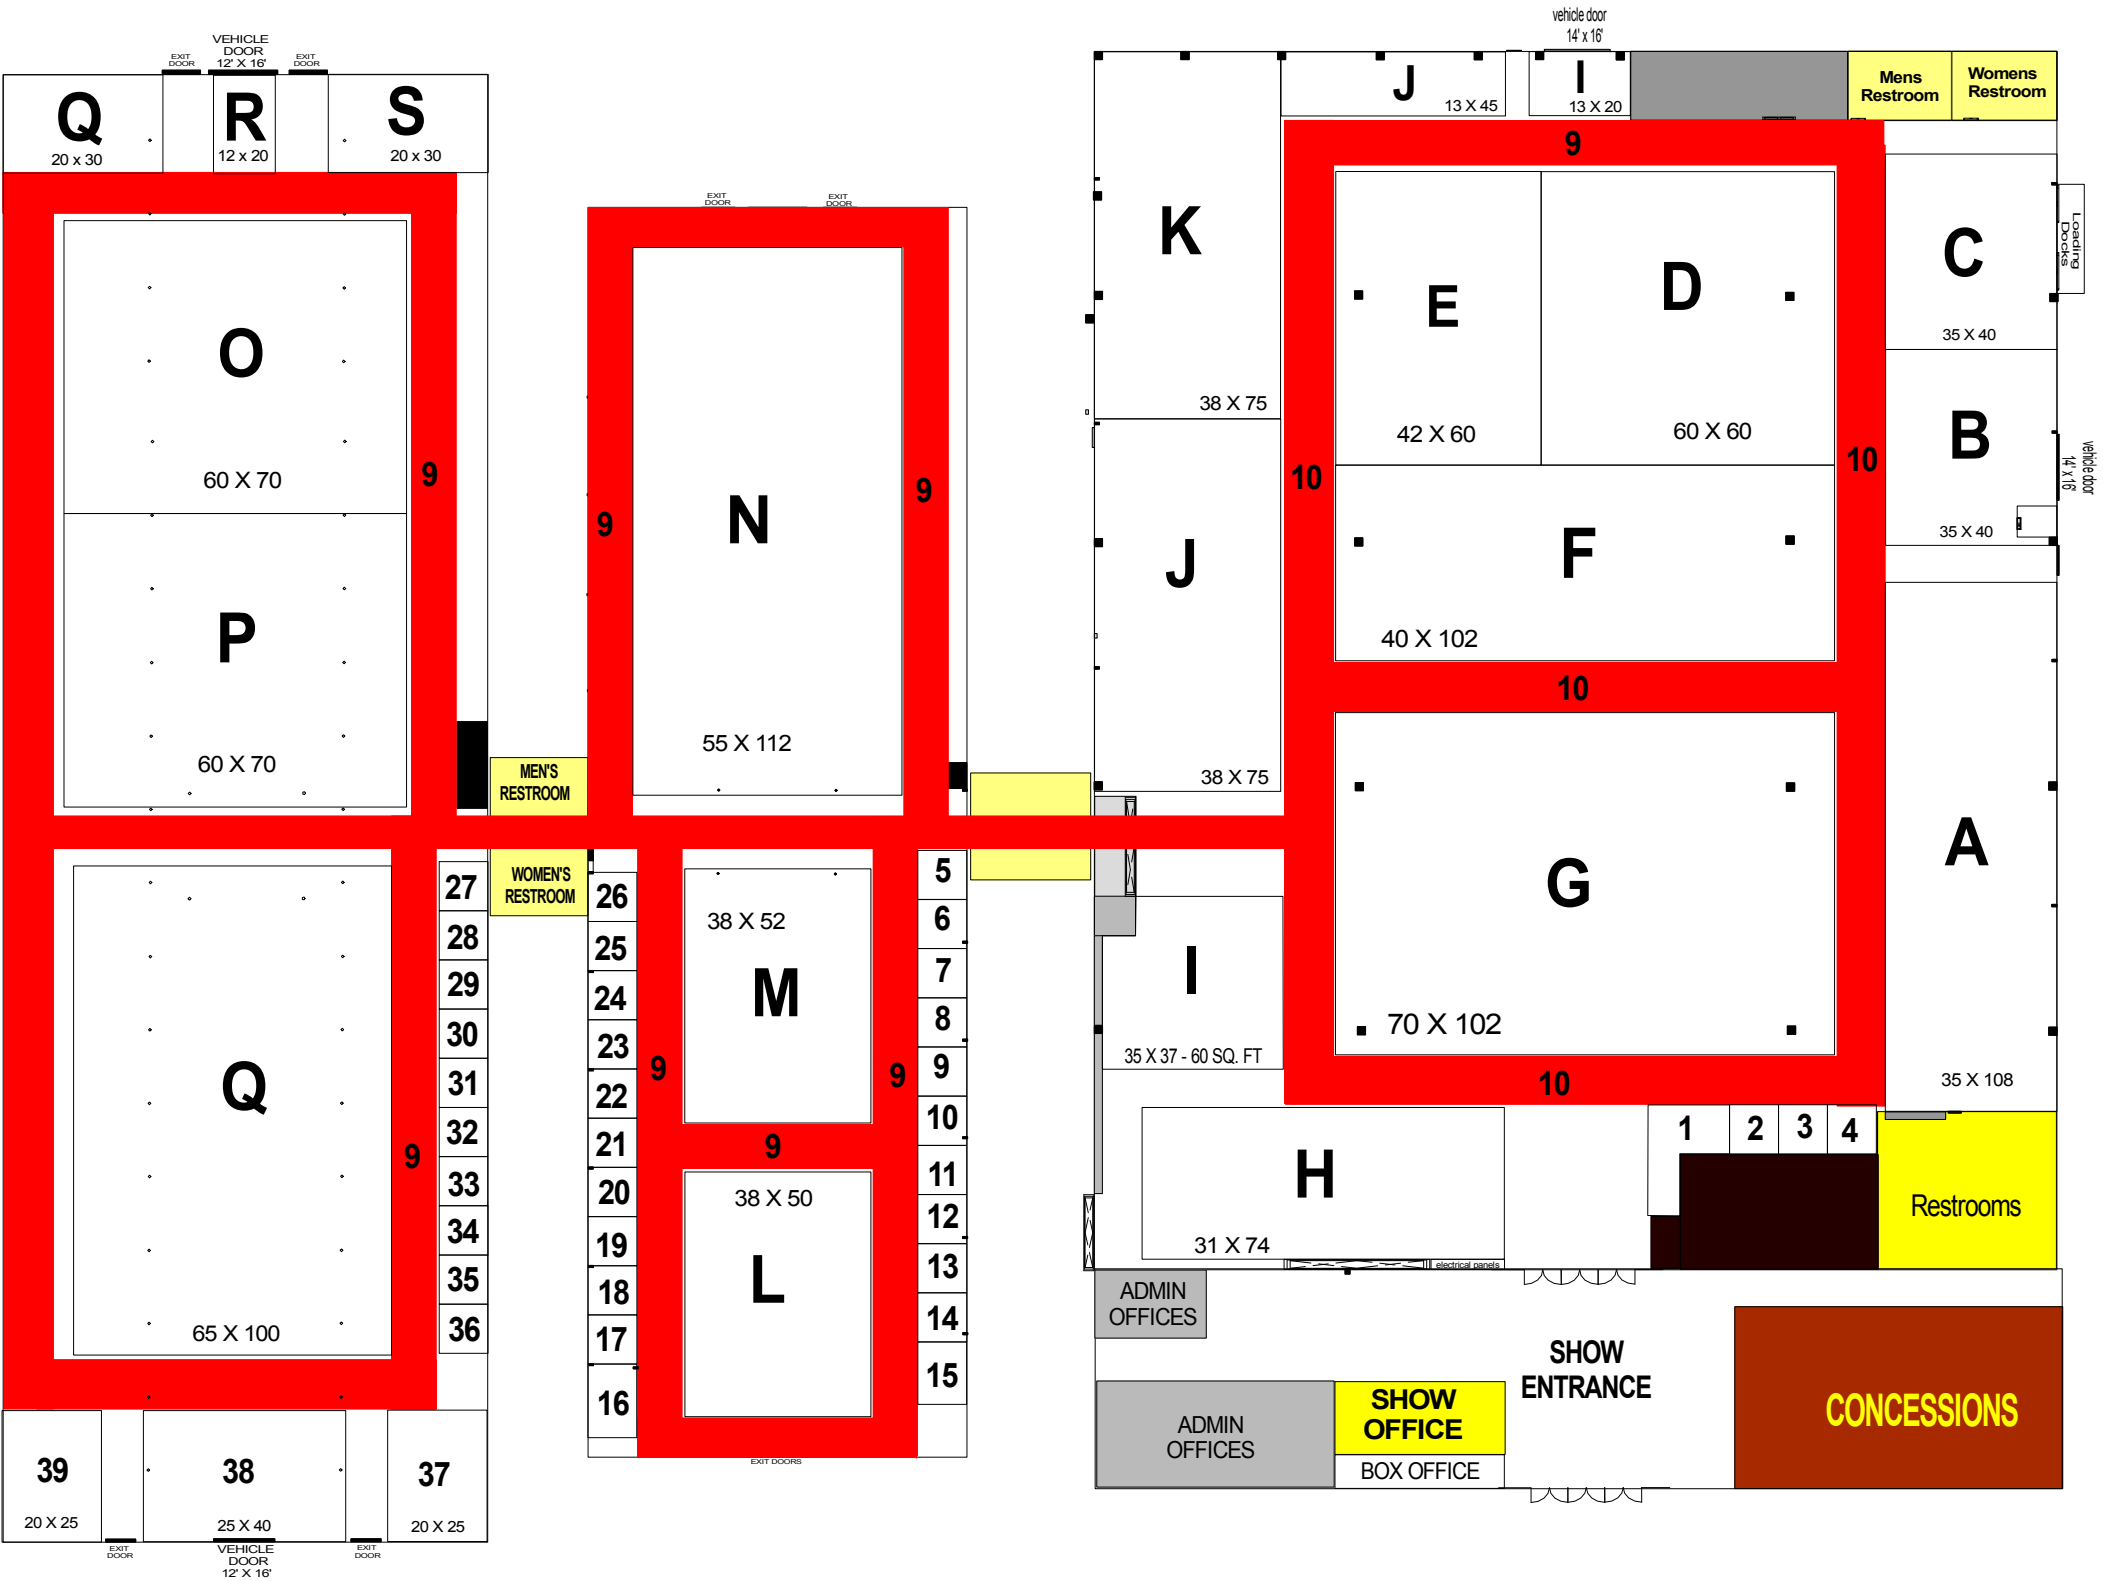 VEHICLE
DOOR
12' X 16'
EXIT
DOOR
EXIT
DOOR
Q
20 x 30
R
12 x 20
S
20 x 30
O
60 X 70
9
P
60 X 70
Q
65 X 100
9
27
28
29
30
31
32
33
34
35
36
39
20 X 25
38
25 X 40
37
20 X 25
EXIT
DOOR
VEHICLE
DOOR
12' X 16'
EXIT
DOOR
MEN'S
RESTROOM
WOMEN'S
RESTROOM
EXIT
DOOR
EXIT
DOOR
9
N
9
55 X 112
26
25
24
23
22
21
20
19
18
17
16
38 X 52
M
9
9
9
38 X 50
L
5
6
7
8
9
10
11
12
13
14
15
EXIT DOORS
vehicle door
14' x 16'
J
13 X 45
I
13 X 20
Mens
Restroom
Womens
Restroom
9
K
38 X 75
E
42 X 60
D
60 X 60
C
35 X 40
Loading
Docks
10
10
B
35 X 40
vehicle door
14' x 16'
J
38 X 75
F
40 X 102
10
G
70 X 102
A
35 X 108
I
35 X 37 - 60 SQ. FT
10
H
31 X 74
electrical panels
1
2
3
4
Restrooms
ADMIN
OFFICES
SHOW
ENTRANCE
ADMIN
OFFICES
SHOW
OFFICE
BOX OFFICE
CONCESSIONS